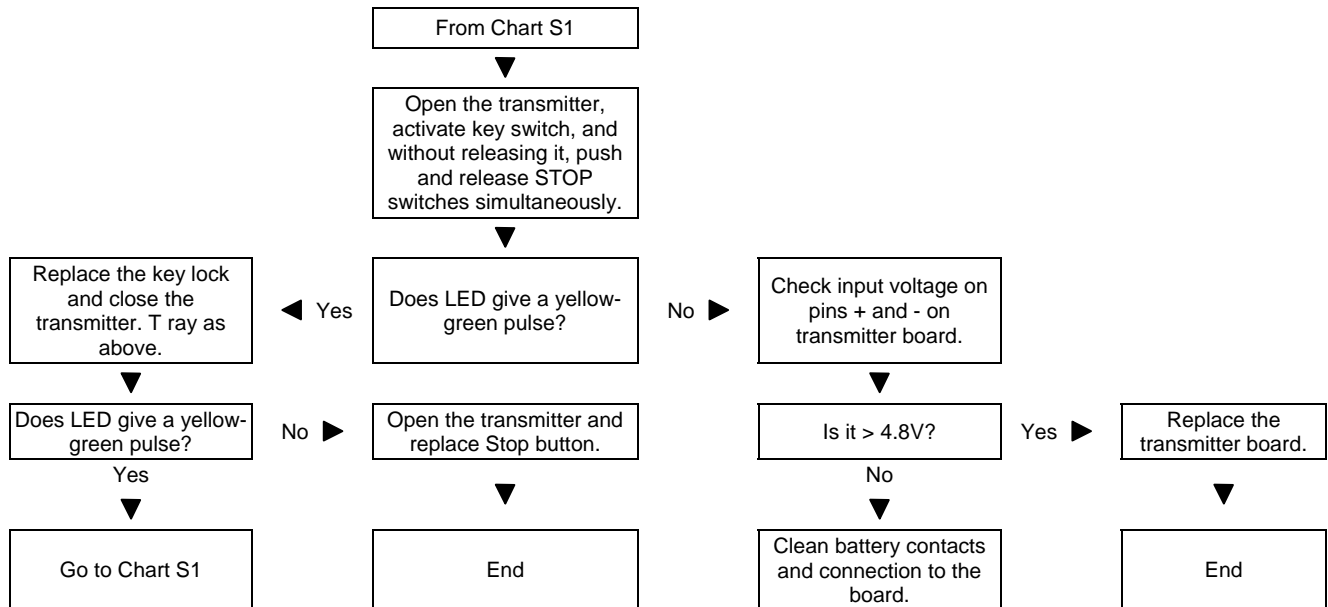 From Chart S1
Open the transmitter,
activate key switch, and
without releasing it, push
and release STOP
switches simultaneously.
Replace the key lock
and close the
transmitter. T ray as
above.
Yes
Does LED give a yellow-
green pulse?
No
Check input voltage on
pins + and - on
transmitter board.
Does LED give a yellow-
green pulse?
No
Open the transmitter and
replace Stop button.
Is it > 4.8V?
Yes
Replace the
transmitter board.
Yes
No
Go to Chart S1
End
Clean battery contacts
and connection to the
board.
End